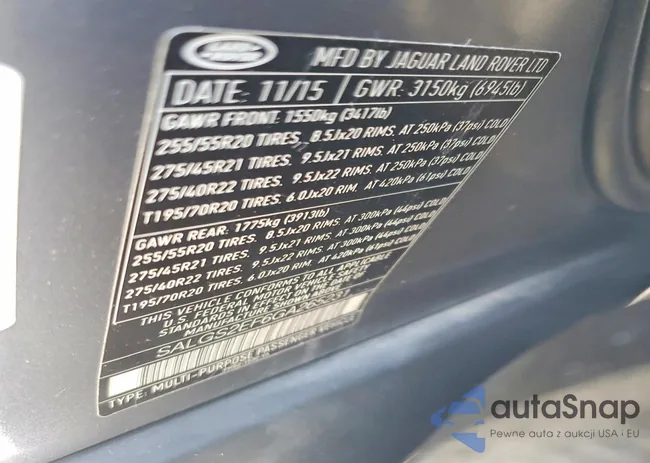 LAND ROVER
MFD BY JAGUAR LAND ROVER LTD
DATE: 11/15 GWR: 3150kg (6945lb)
GAWR FRONT: 1550kg (3417lb)
255/55R20 TIRES, 8.5Jx20 RIMS, AT 250kPa (37psi) COLD
275/45R21 TIRES, 9.5Jx21 RIMS, AT 250kPa (37psi) COLD
275/40R22 TIRES, 9.5Jx22 RIMS, AT 250kPa (37psi) COLD
T195/70R20 TIRES, 6.0Jx20 RIM, AT 420kPa (61psi) COLD
GAWR REAR: 1775kg (3913lb)
255/55R20 TIRES, 8.5Jx20 RIMS, AT 300kPa (44psi) COLD
275/45R21 TIRES, 9.5Jx21 RIMS, AT 300kPa (44psi) COLD
275/40R22 TIRES, 9.5Jx22 RIMS, AT 300kPa (44psi) COLD
T195/70R20 TIRES, 6.0Jx20 RIM, AT 420kPa (61psi) COLD
THIS VEHICLE CONFORMS TO ALL APPLICABLE
U.S. FEDERAL MOTOR VEHICLE
TYPE: MULTI-PURPOSE PASSENGER VEHICLE
autaSnap
Pewne auta z aukcji USA i EU